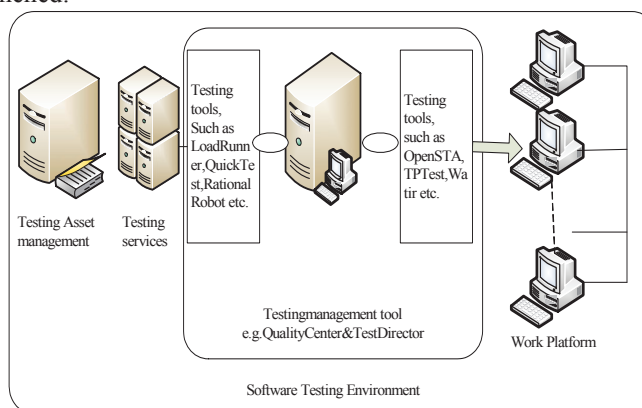 Testing Asset
management
Testing
services
Testing
tools,
Such as
LoadRunn
er,QuickTe
st,Rational
Robot etc.
Testing
tools,
such as
OpenSTA,
TPTest,Wa
tir etc.
Testingmanagement tool
e.g.QualityCenter&TestDirector
Work Platform
Software Testing Environment